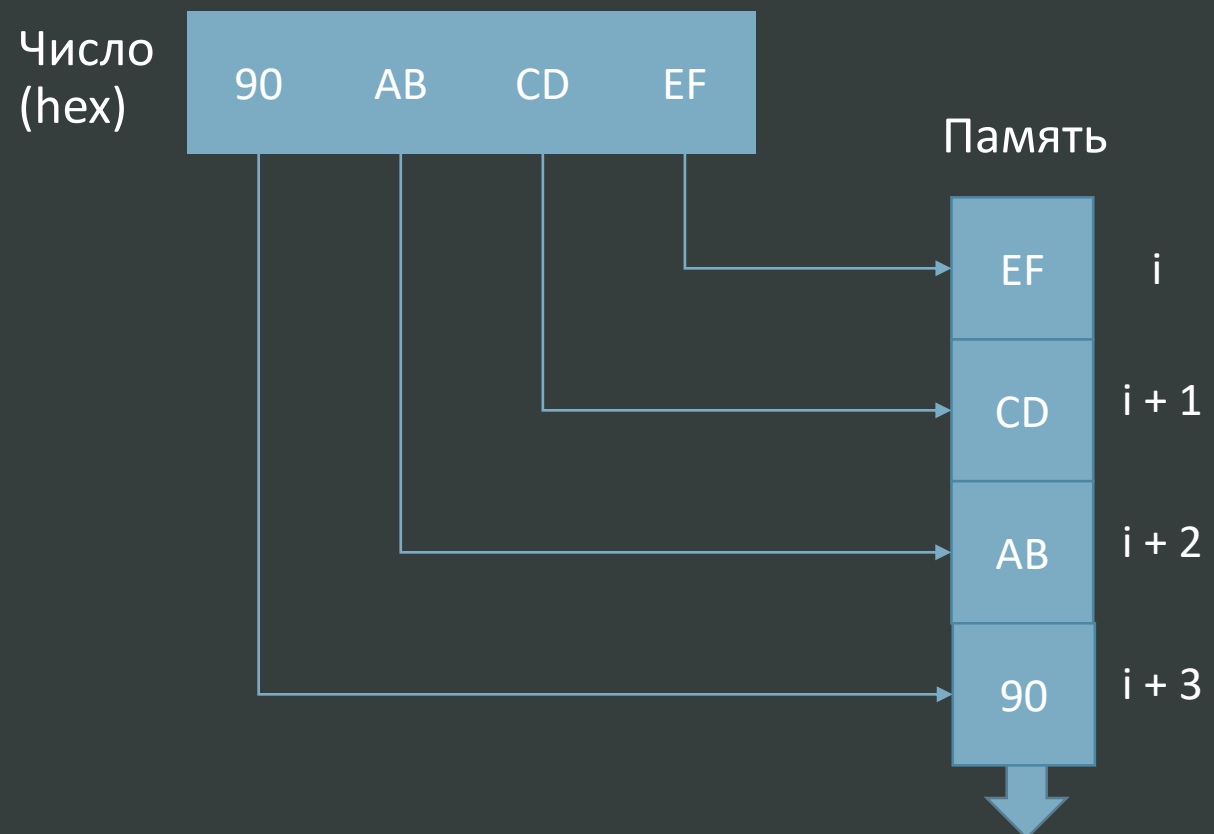 Число
(hex)
90 AB CD EF
Память
EF i
CD i + 1
AB i + 2
90 i + 3